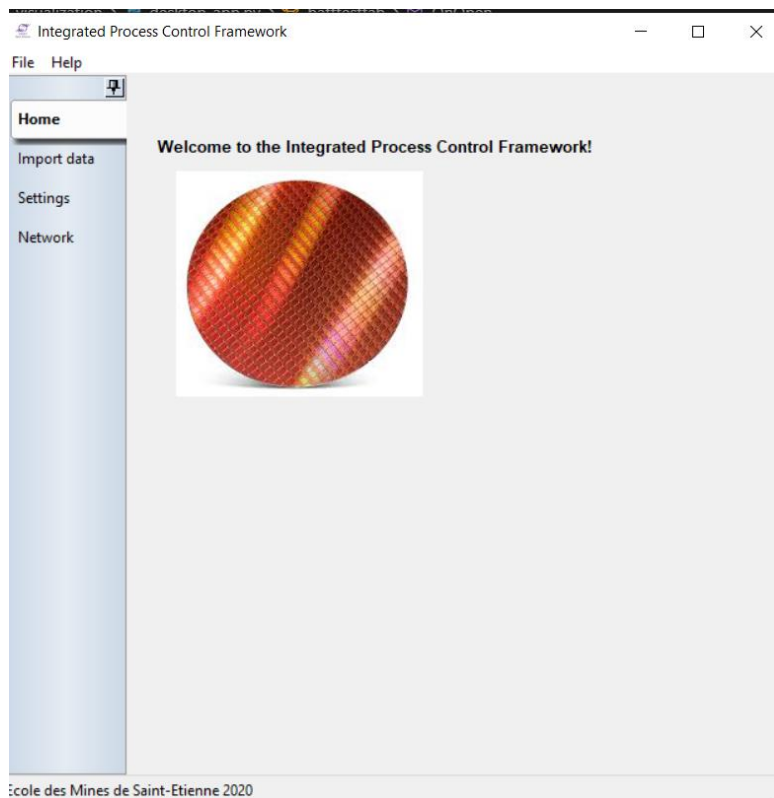 Integrated Process Control Framework
File Help
Home
Import data
Settings
Network
Welcome to the Integrated Process Control Framework!
Ecole des Mines de Saint-Etienne 2020